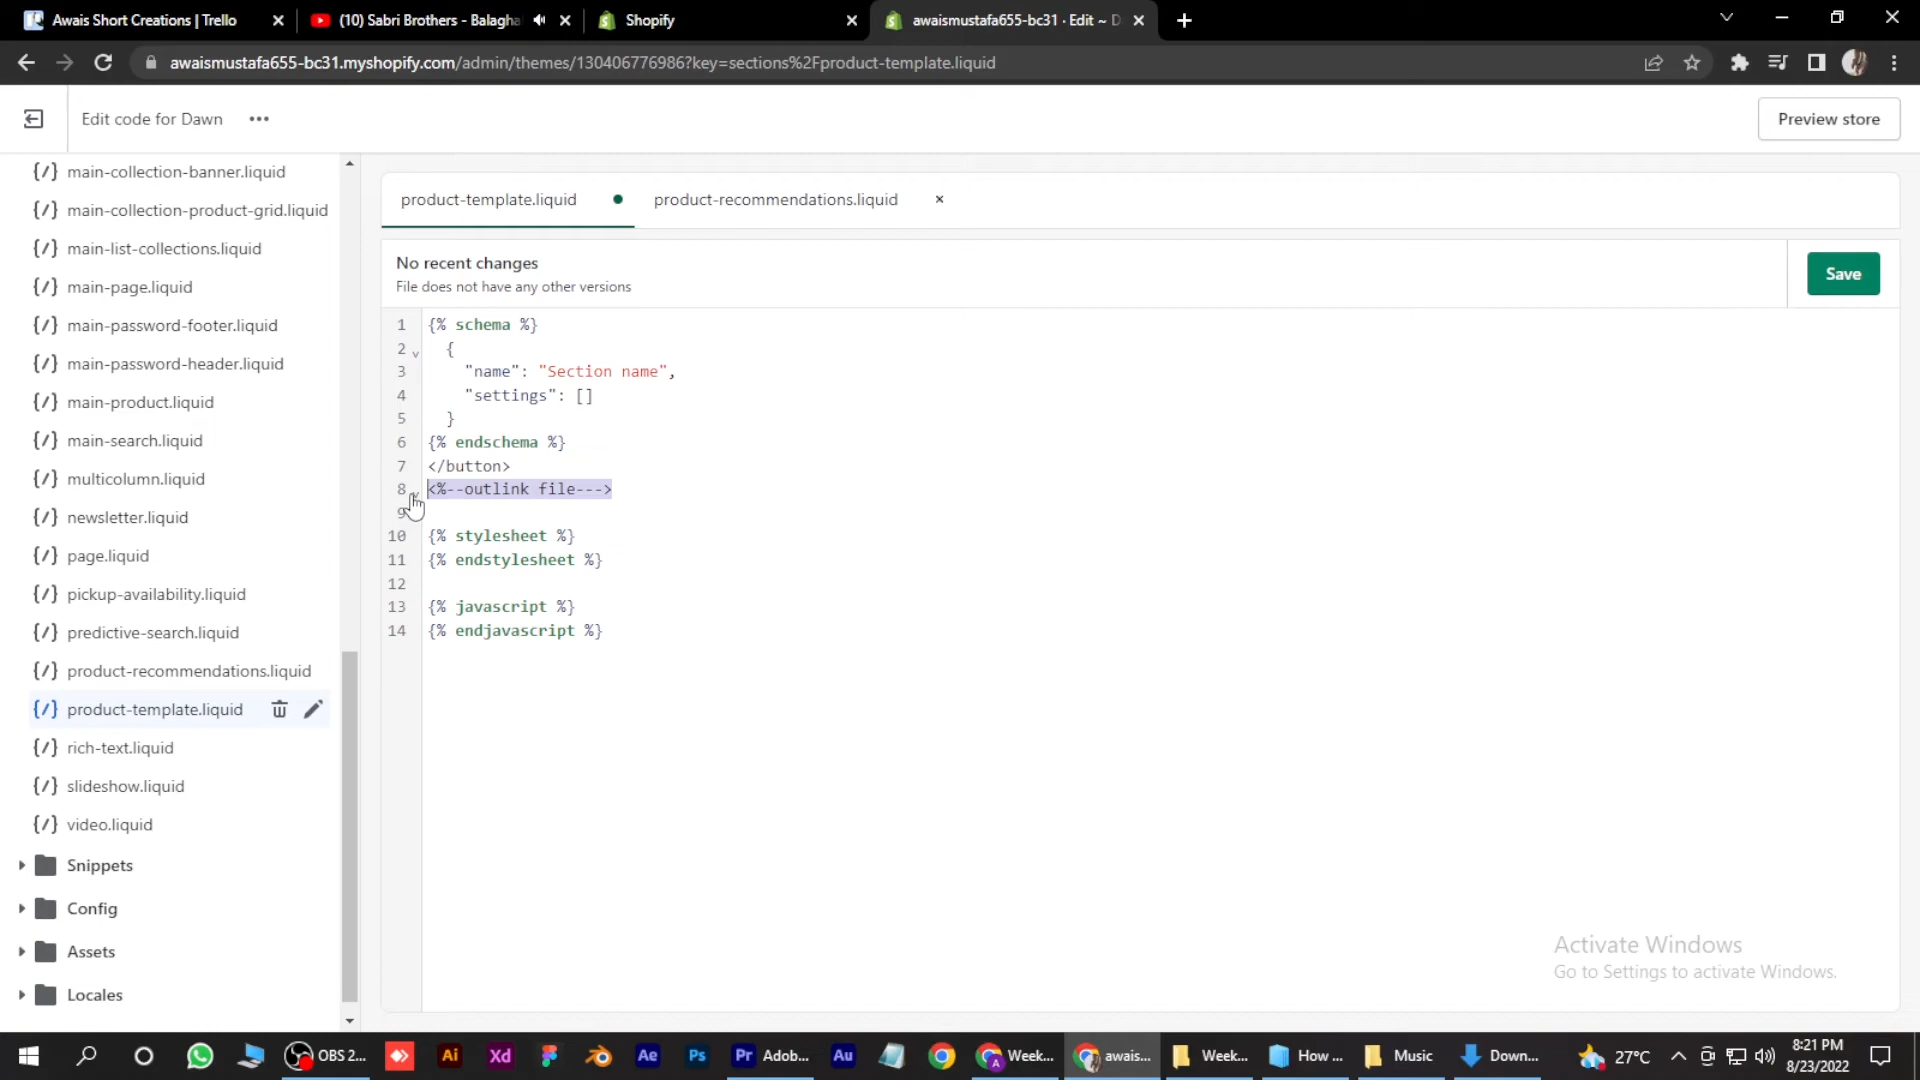 Awais Short Creations | Trello
(10) Sabri Brothers - Balagha
Shopify
awaismustafa655-bc31 · Edit ~ D
awaismustafa655-bc31.myshopify.com/admin/themes/130406776986?key=sections%2Fproduct-template.liquid
Edit code for Dawn
Preview store
main-collection-banner.liquid
main-collection-product-grid.liquid
main-list-collections.liquid
main-page.liquid
main-password-footer.liquid
main-password-header.liquid
main-product.liquid
main-search.liquid
multicolumn.liquid
newsletter.liquid
page.liquid
pickup-availability.liquid
predictive-search.liquid
product-recommendations.liquid
product-template.liquid
rich-text.liquid
slideshow.liquid
video.liquid
Snippets
Config
Assets
Locales
product-template.liquid
product-recommendations.liquid
No recent changes
File does not have any other versions
Save
1 {% schema %}
2 {
3 "name": "Section name",
4 "settings": []
5 }
6 {% endschema %}
7 </button>
8 <%--outlink file--->
9
10 {% stylesheet %}
11 {% endstylesheet %}
12
13 {% javascript %}
14 {% endjavascript %}
Activate Windows
Go to Settings to activate Windows.
OBS 2...
Ai
Xd
Ae
Ps
Pr
Adob...
Au
Week...
awais...
Week...
How ...
Music
Down...
27°C
8:21 PM
8/23/2022